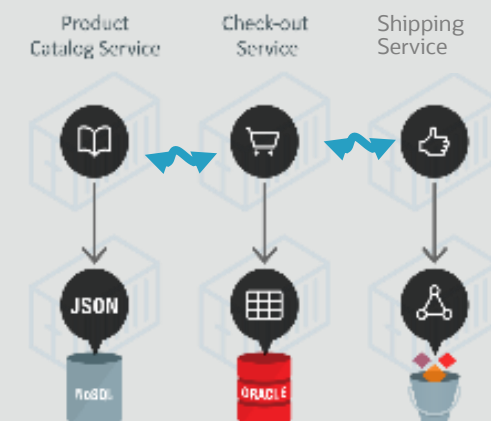 Product
Catalog Service
Check-out
Service
Shipping
Service
JSON
NoSQL
ORACLE